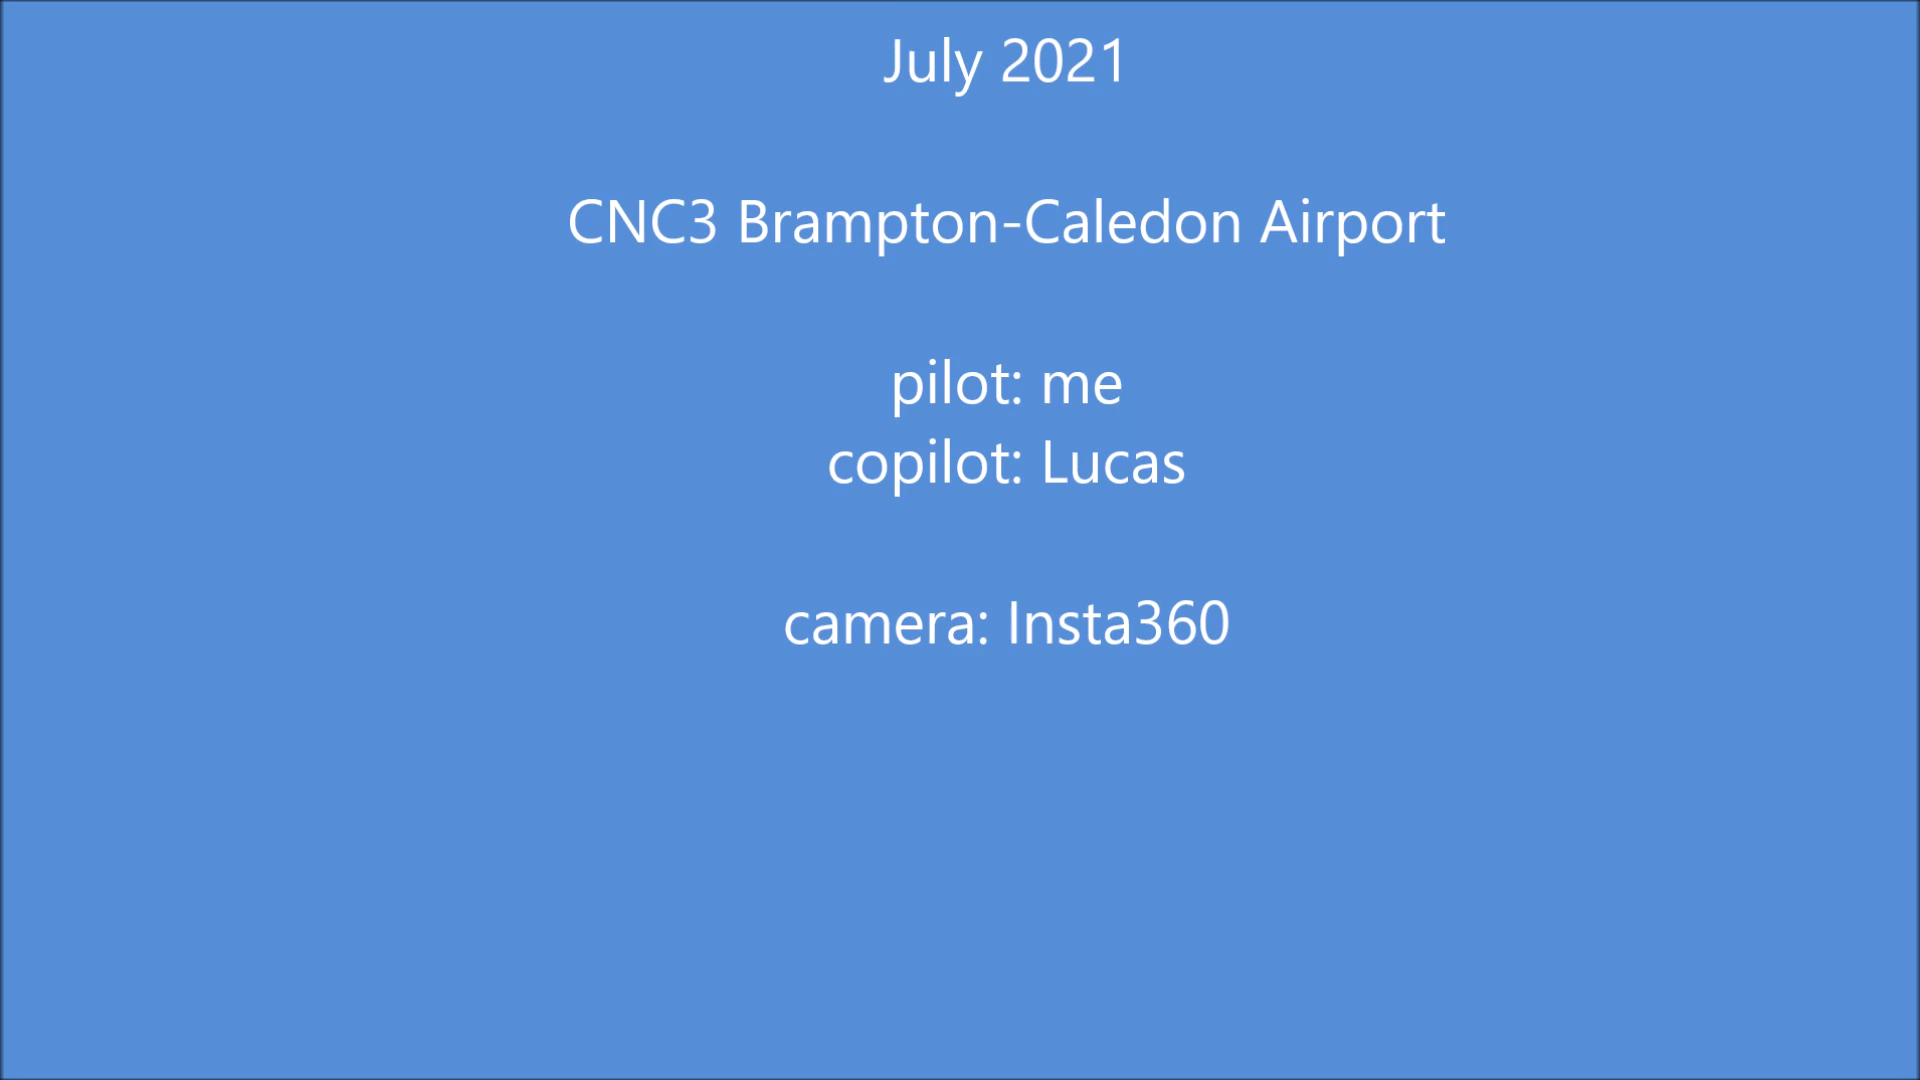 July 2021
CNC3 Brampton-Caledon Airport
pilot: me
copilot: Lucas
camera: Insta360